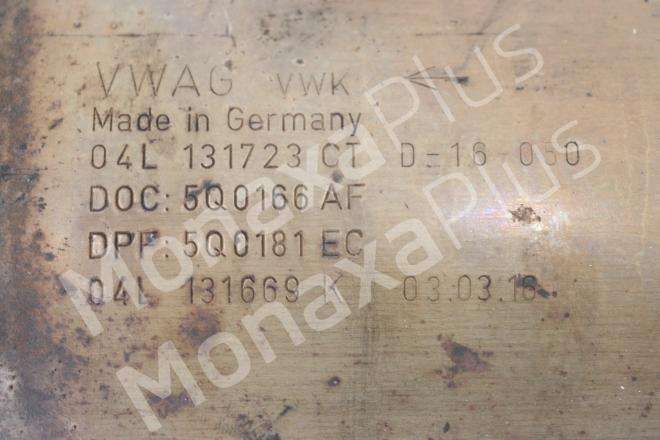 VWAG VWK
Made in Germany
04L 131723 CT D-16 050
DOC: 5Q0166 AF
DPF: 5Q0181 EC
04L 131669 K 03.03.16
MonaxaPlus
MonaxaPlus